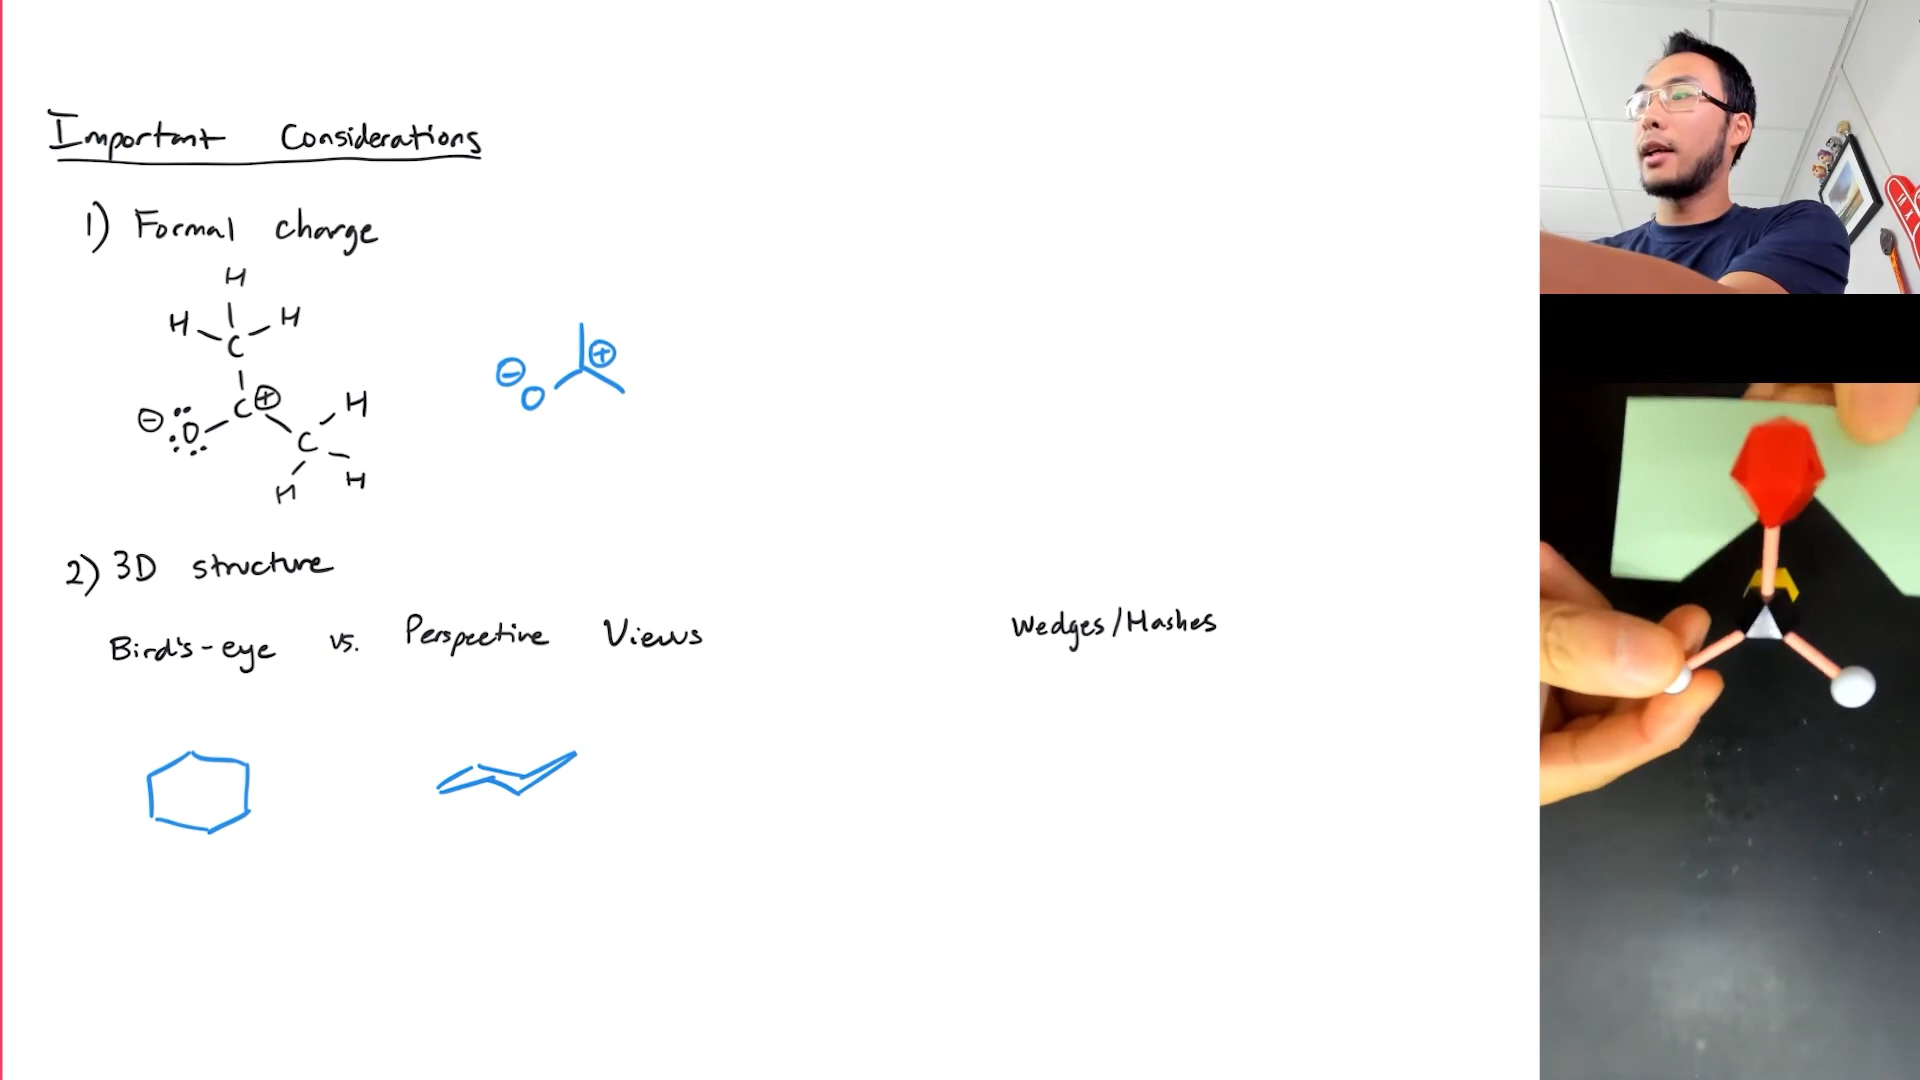 Important Considerations
1) Formal charge
H
H H
C
⊕
⊖ O C H
C
H H
⊖ ⊕
O
2) 3D structure
Bird's-eye vs. Perspective Views
Wedges/Hashes